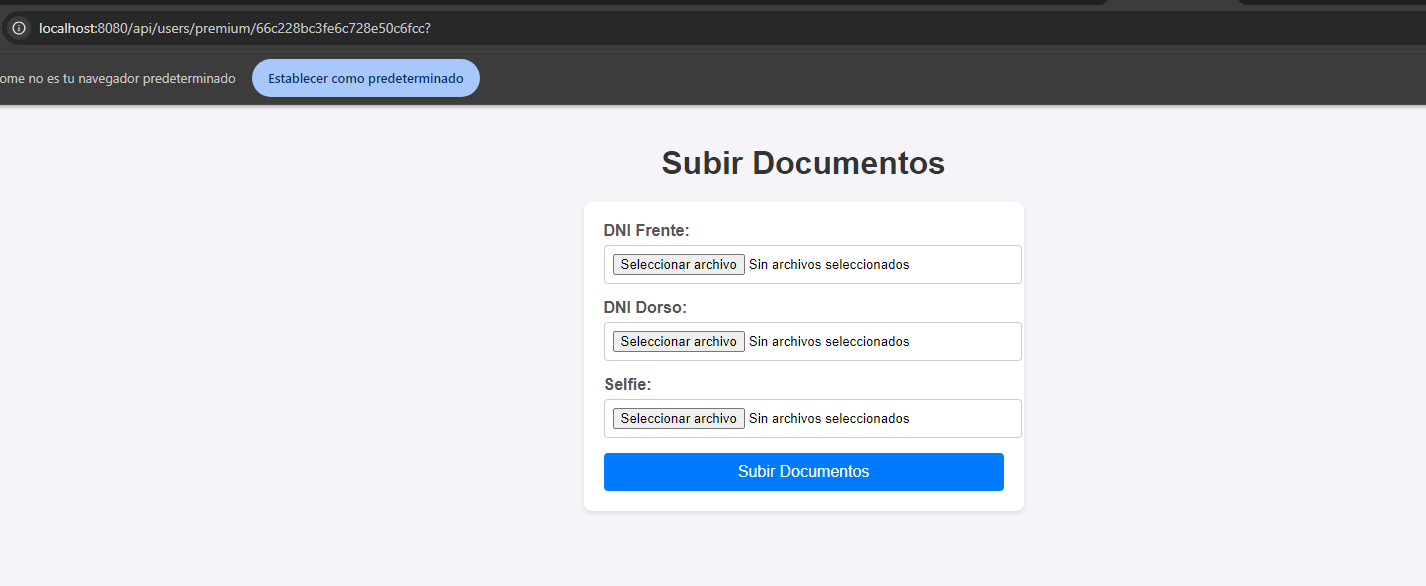 localhost:8080/api/users/premium/66c228bc3fe6c728e50c6fcc?
ome no es tu navegador predeterminado Establecer como predeterminado
Subir Documentos
DNI Frente:
Seleccionar archivo Sin archivos seleccionados
DNI Dorso:
Seleccionar archivo Sin archivos seleccionados
Selfie:
Seleccionar archivo Sin archivos seleccionados
Subir Documentos